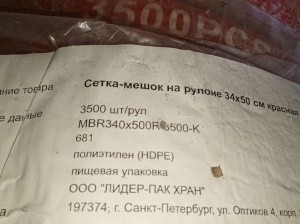 3500PCS
Сетка-мешок на рулоне 34х50 см красная
ние товара
3500 шт/рул
е данные
MBR340x500R 3500-K
681
полиэтилен (HDPE)
пищевая упаковка
ООО "ЛИДЕР-ПАК ХРАН"
197374; г. Санкт-Петербург, ул. Оптиков 4, корп.